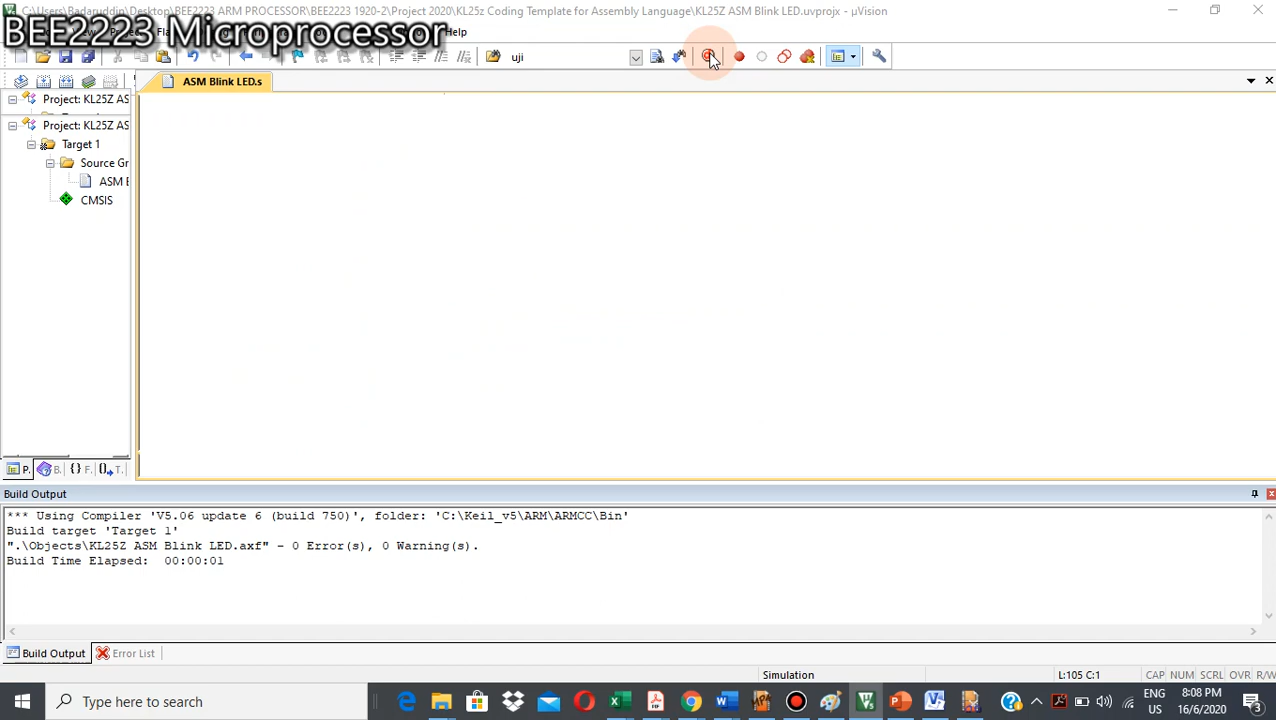 C:\Users\Badaruddin\Desktop\BEE2223 ARM PROCESSOR\BEE2223 1920-2\Project 2020\KL25z Coding Template for Assembly Language\KL25Z ASM Blink LED.uvprojx - µVision
BEE2223 Microprocessor
Help
uji
ASM Blink LED.s
Project: KL25Z AS
Project: KL25Z AS
Target 1
Source Gr
ASM B
CMSIS
P.
B.
{} F.
T.
Build Output
*** Using Compiler 'V5.06 update 6 (build 750)', folder: 'C:\Keil_v5\ARM\ARMCC\Bin'
Build target 'Target 1'
".\Objects\KL25Z ASM Blink LED.axf" - 0 Error(s), 0 Warning(s).
Build Time Elapsed:  00:00:01
Build Output
Error List
Simulation
L:105 C:1
CAP NUM SCRL OVR R/W
Type here to search
ENG
US
8:08 PM
16/6/2020
3